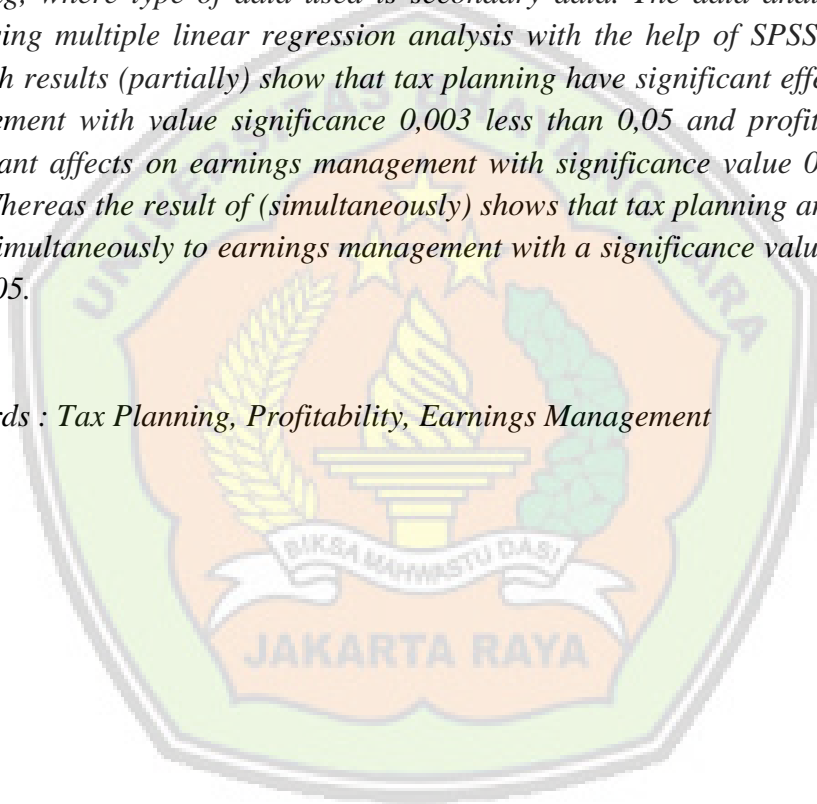 g, where type of data used is secondary data. The data anal
ing multiple linear regression analysis with the help of SPSS
h results (partially) show that tax planning have significant eff
ement with value significance 0,003 less than 0,05 and profit
ant affects on earnings management with significance value 0
Whereas the result of (simultaneously) shows that tax planning a
imultaneously to earnings management with a significance valu
05.
rds : Tax Planning, Profitability, Earnings Management
UNIVERSITAS BHAYANGKARA
BIKSA MAHWASTU DASI
JAKARTA RAYA